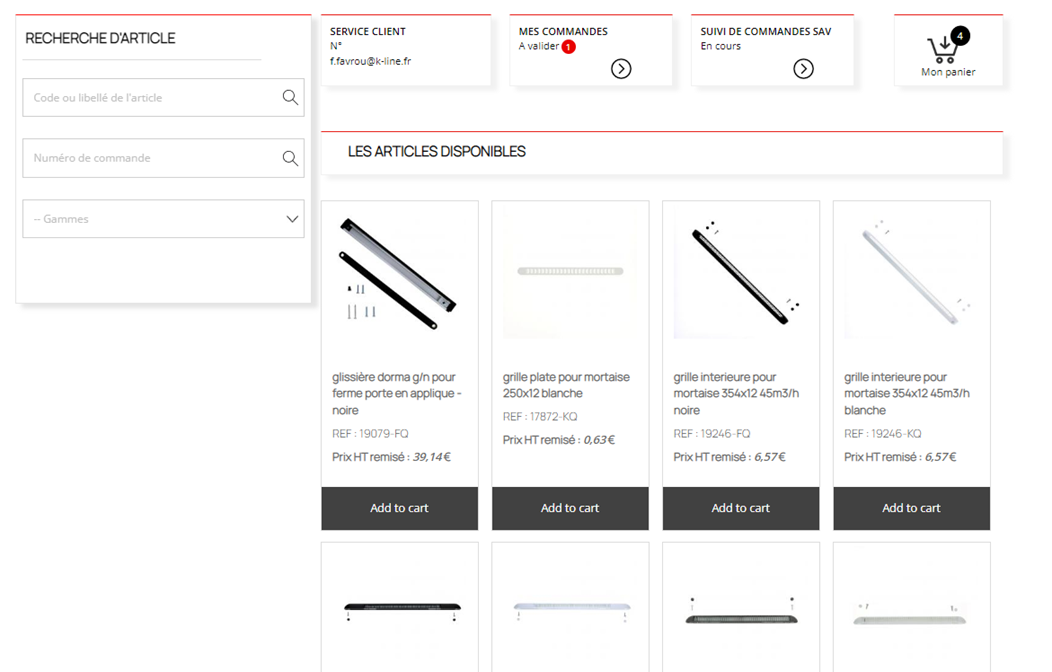 RECHERCHE D'ARTICLE
Code ou libellé de l'article
Numéro de commande
-- Gammes
SERVICE CLIENT
N°
f.favrou@k-line.fr
MES COMMANDES
A valider 1
SUIVI DE COMMANDES SAV
En cours
4
Mon panier
LES ARTICLES DISPONIBLES
glissière dorma g/n pour
ferme porte en applique -
noire
REF : 19079-FQ
Prix HT remisé : 39,14€
Add to cart
grille plate pour mortaise
250x12 blanche
REF : 17872-KQ
Prix HT remisé : 0,63€
Add to cart
grille interieure pour
mortaise 354x12 45m3/h
noire
REF : 19246-FQ
Prix HT remisé : 6,57€
Add to cart
grille interieure pour
mortaise 354x12 45m3/h
blanche
REF : 19246-KQ
Prix HT remisé : 6,57€
Add to cart